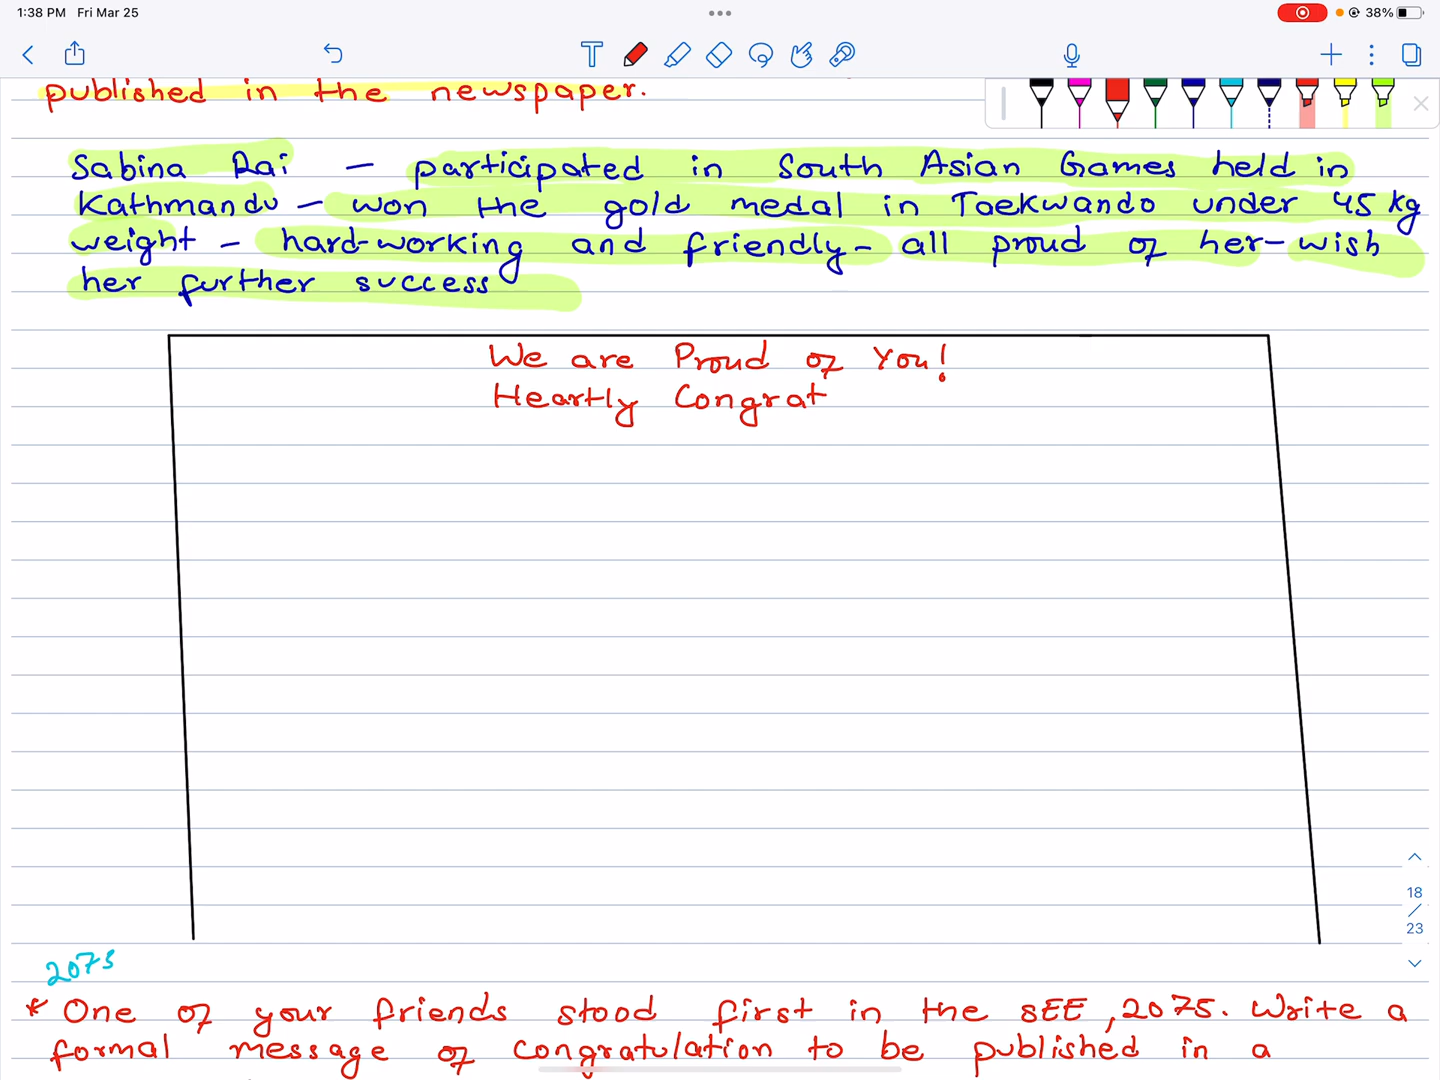 1:38 PM Fri Mar 25
38%
published in the newspaper.
Sabina Rai - participated in South Asian Games held in
Kathmandu - won the gold medal in Taekwando under 45 kg
weight - hard-working and friendly - all proud of her - wish
her further success
We are Proud of You!
Heartly Congrat
18
/
23
2075
* One of your friends stood first in the SEE, 2075. Write a
formal message of congratulation to be published in a